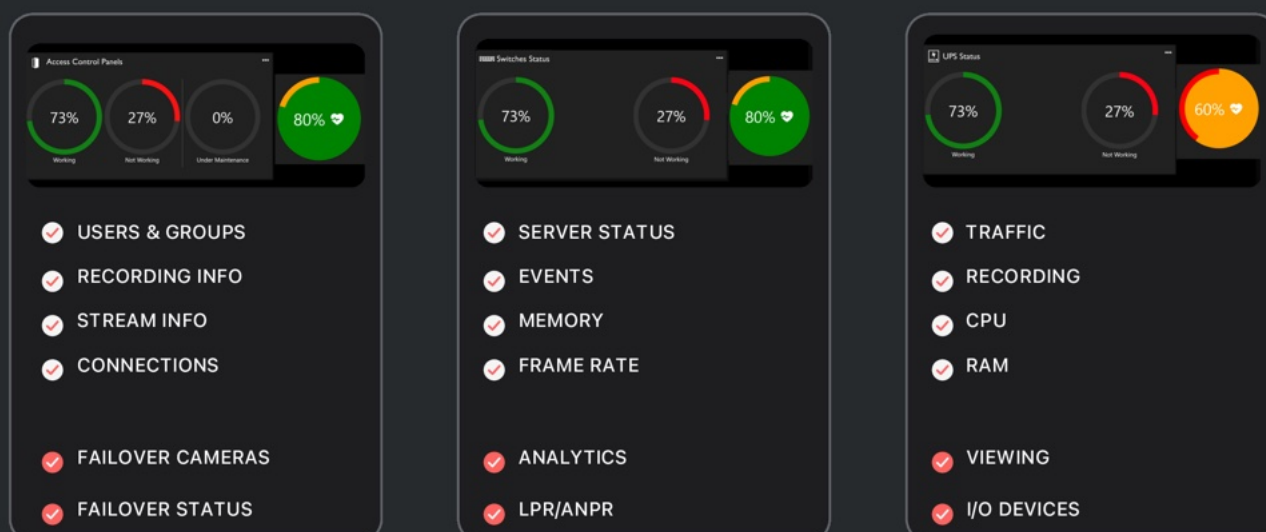 Access Control Panels
73%
27%
0%
80%
Working
Not Working
Under Maintenance
USERS & GROUPS
RECORDING INFO
STREAM INFO
CONNECTIONS
FAILOVER CAMERAS
FAILOVER STATUS
Switches Status
73%
27%
80%
Working
Not Working
SERVER STATUS
EVENTS
MEMORY
FRAME RATE
ANALYTICS
LPR/ANPR
UPS Status
73%
27%
60%
Working
Not Working
TRAFFIC
RECORDING
CPU
RAM
VIEWING
I/O DEVICES